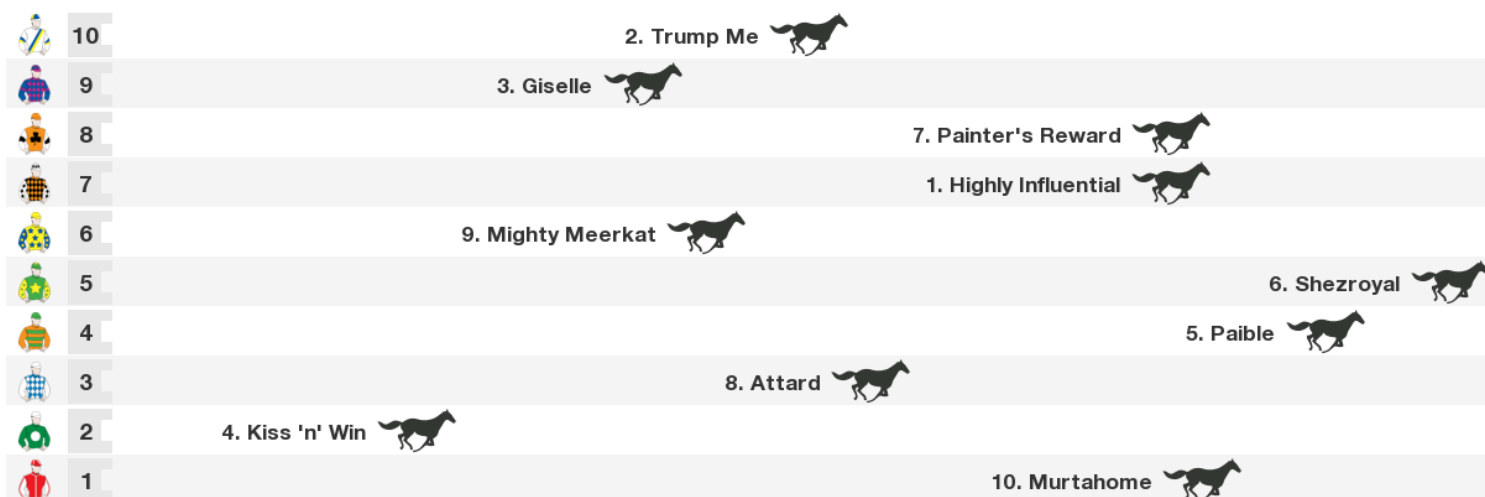 10 2. Trump Me
9 3. Giselle
8 7. Painter's Reward
7 1. Highly Influential
6 9. Mighty Meerkat
5 6. Shezroyal
4 5. Paible
3 8. Attard
2 4. Kiss 'n' Win
1 10. Murtahome